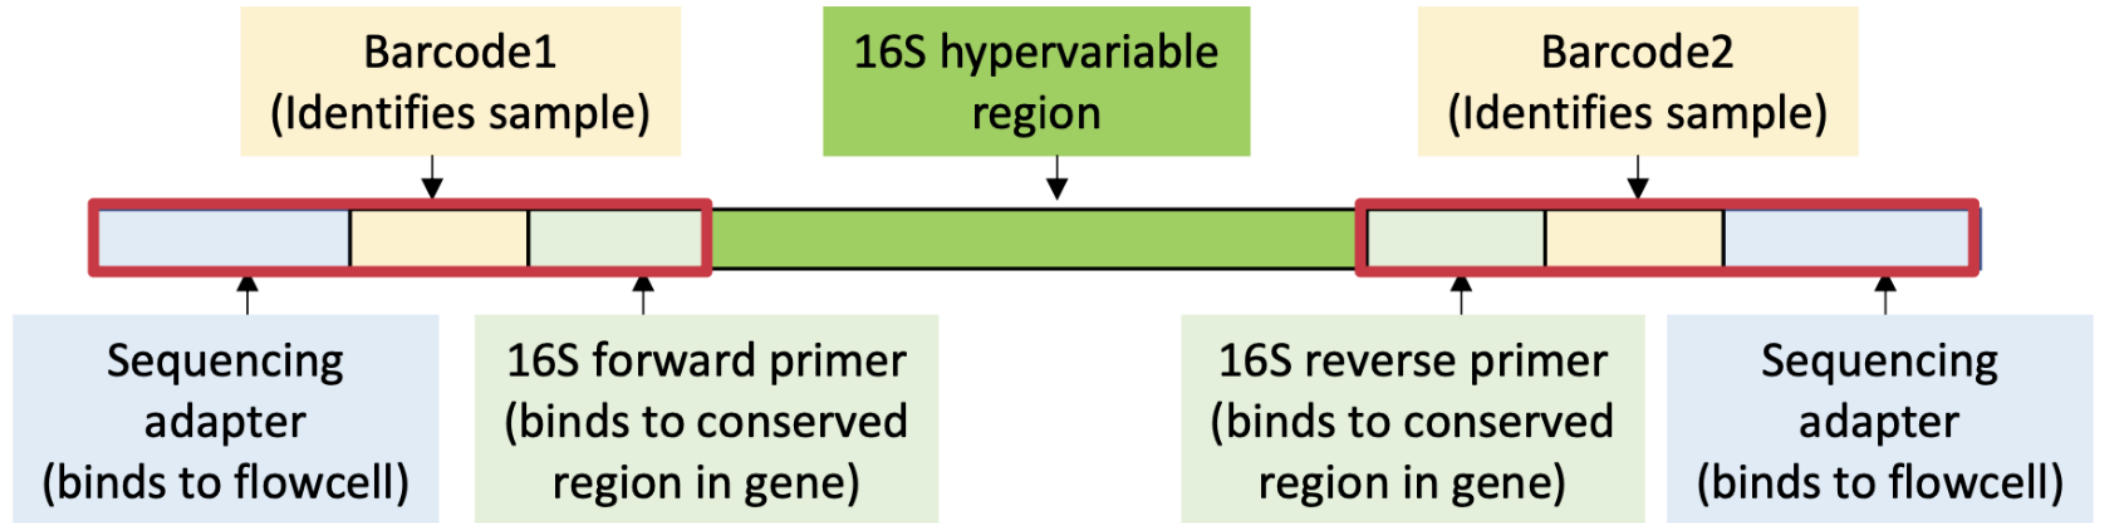 Barcode1
(Identifies sample)
16S hypervariable
region
Barcode2
(Identifies sample)
Sequencing
adapter
(binds to flowcell)
16S forward primer
(binds to conserved
region in gene)
16S reverse primer
(binds to conserved
region in gene)
Sequencing
adapter
(binds to flowcell)